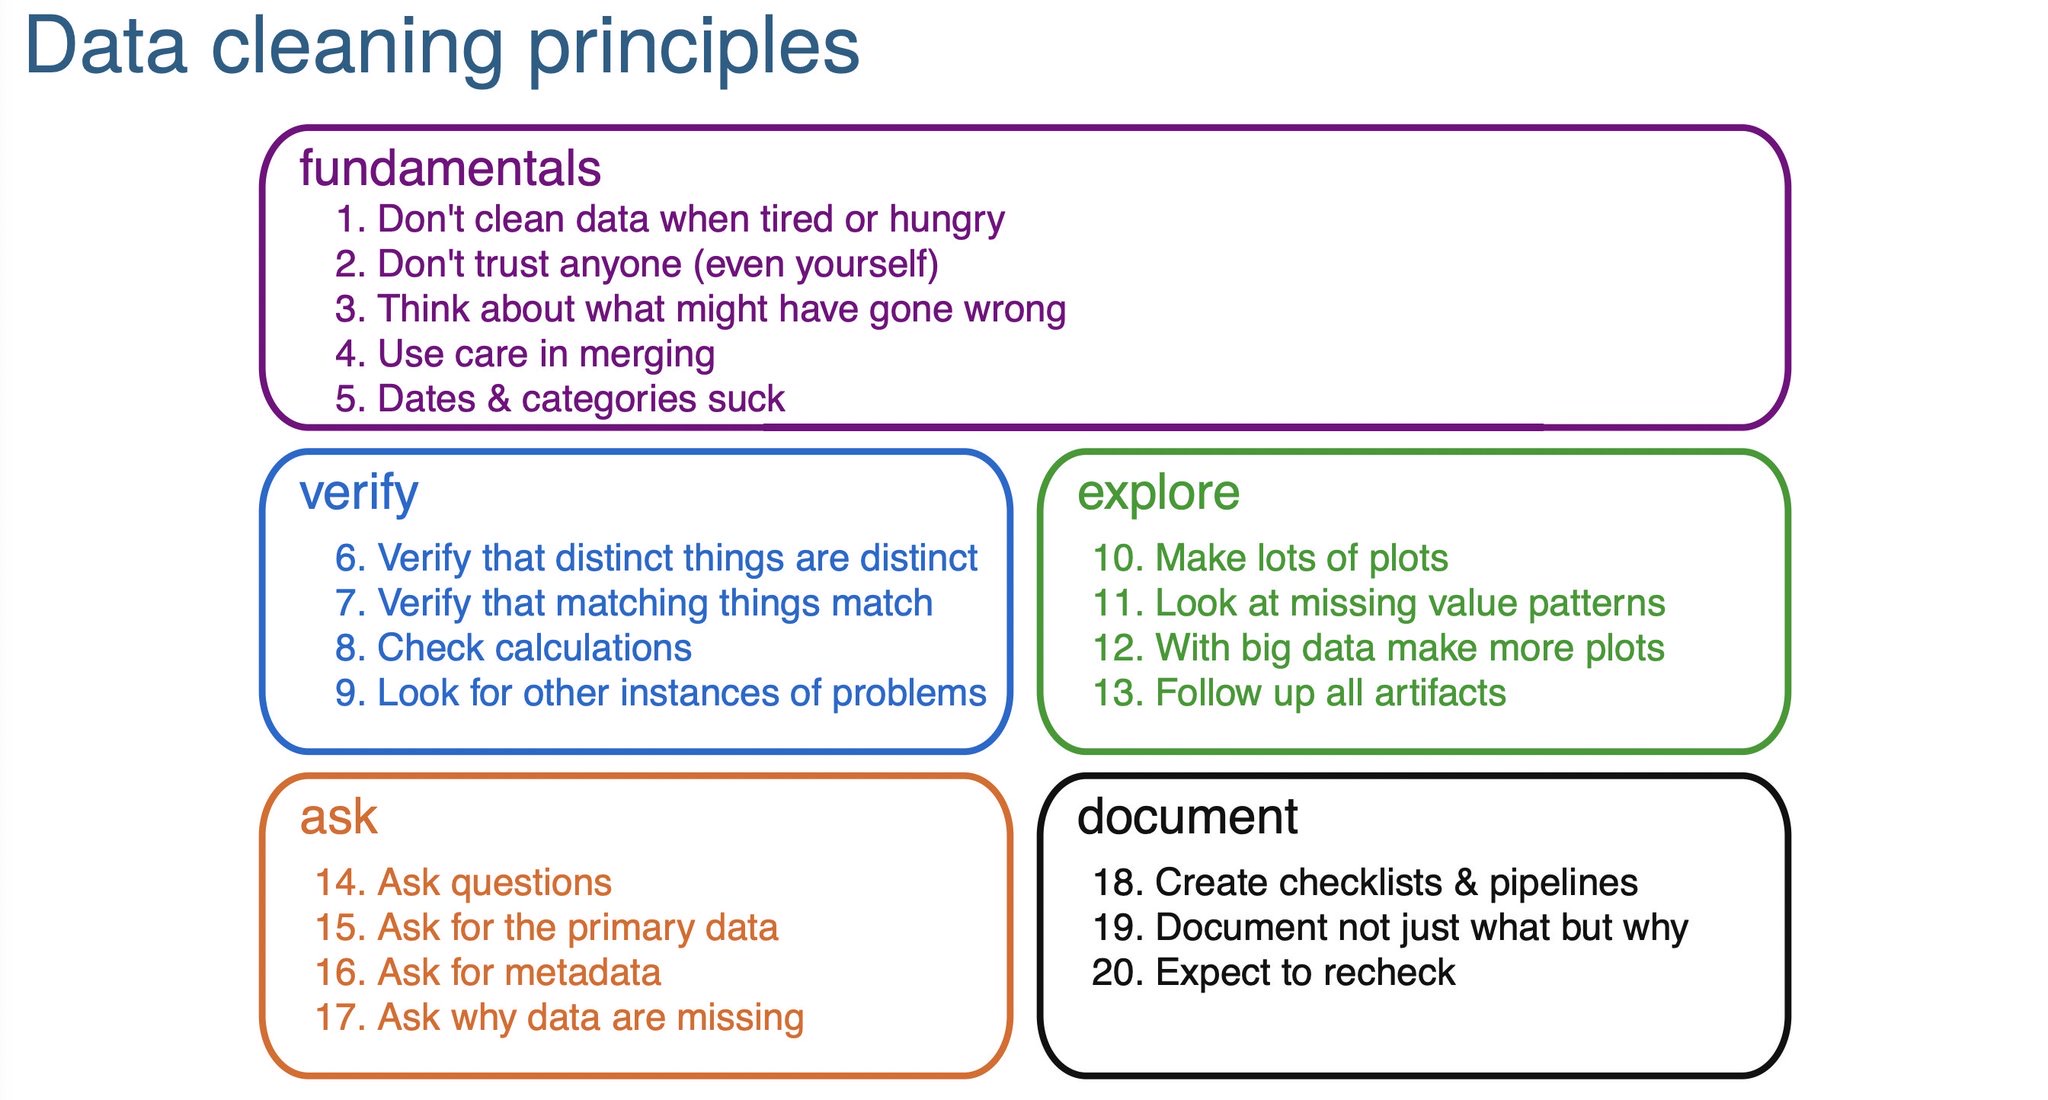 Data cleaning principles
fundamentals
1. Don't clean data when tired or hungry
2. Don't trust anyone (even yourself)
3. Think about what might have gone wrong
4. Use care in merging
5. Dates & categories suck
verify
6. Verify that distinct things are distinct
7. Verify that matching things match
8. Check calculations
9. Look for other instances of problems
explore
10. Make lots of plots
11. Look at missing value patterns
12. With big data make more plots
13. Follow up all artifacts
ask
14. Ask questions
15. Ask for the primary data
16. Ask for metadata
17. Ask why data are missing
document
18. Create checklists & pipelines
19. Document not just what but why
20. Expect to recheck